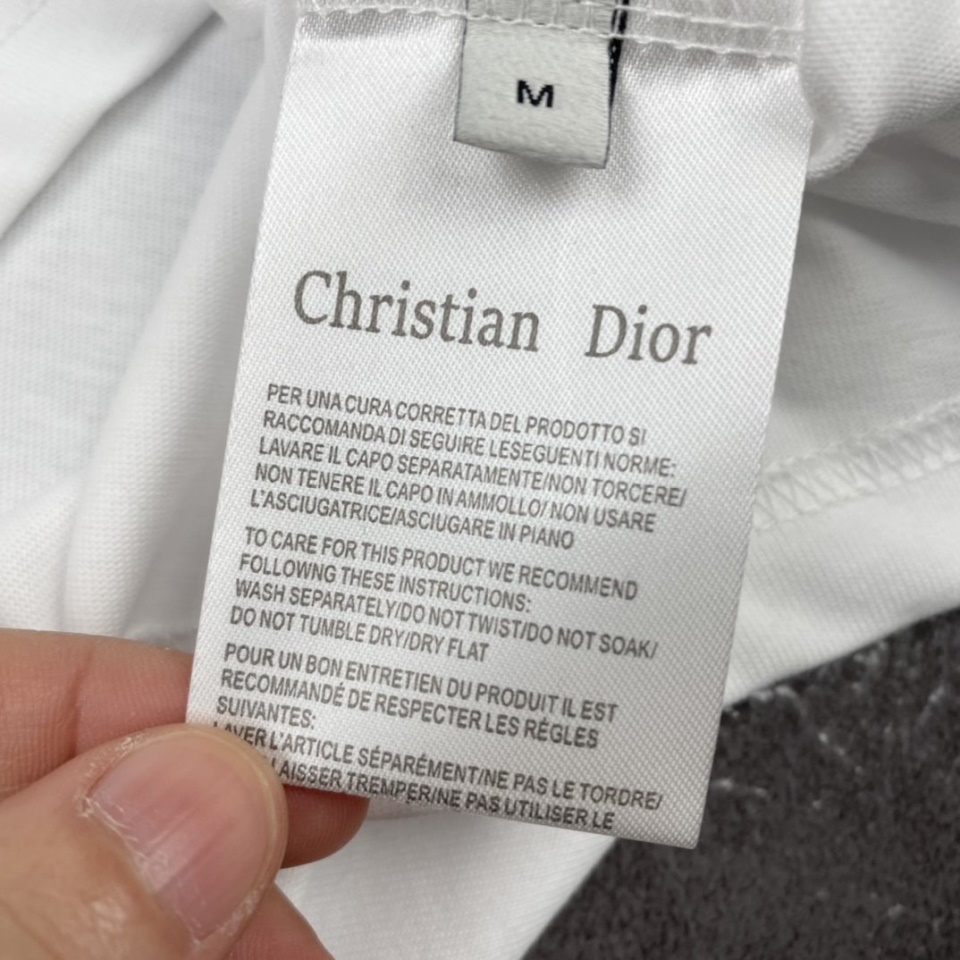 M
Christian Dior
PER UNA CURA CORRETTA DEL PRODOTTO SI
RACCOMANDA DI SEGUIRE LESEGUENTI NORME:
LAVARE IL CAPO SEPARATAMENTE/NON TORCERE/
NON TENERE IL CAPO IN AMMOLLO/ NON USARE
L'ASCIUGATRICE/ASCIUGARE IN PIANO
TO CARE FOR THIS PRODUCT WE RECOMMEND
FOLLOWNG THESE INSTRUCTIONS:
WASH SEPARATELY/DO NOT TWIST/DO NOT SOAK/
DO NOT TUMBLE DRY/DRY FLAT
POUR UN BON ENTRETIEN DU PRODUIT IL EST
RECOMMANDÉ DE RESPECTER LES RÈGLES
SUIVANTES:
LAVER L'ARTICLE SÉPARÉMENT/NE PAS LE TORDRE/
LAISSER TREMPER/NE PAS UTILISER LE